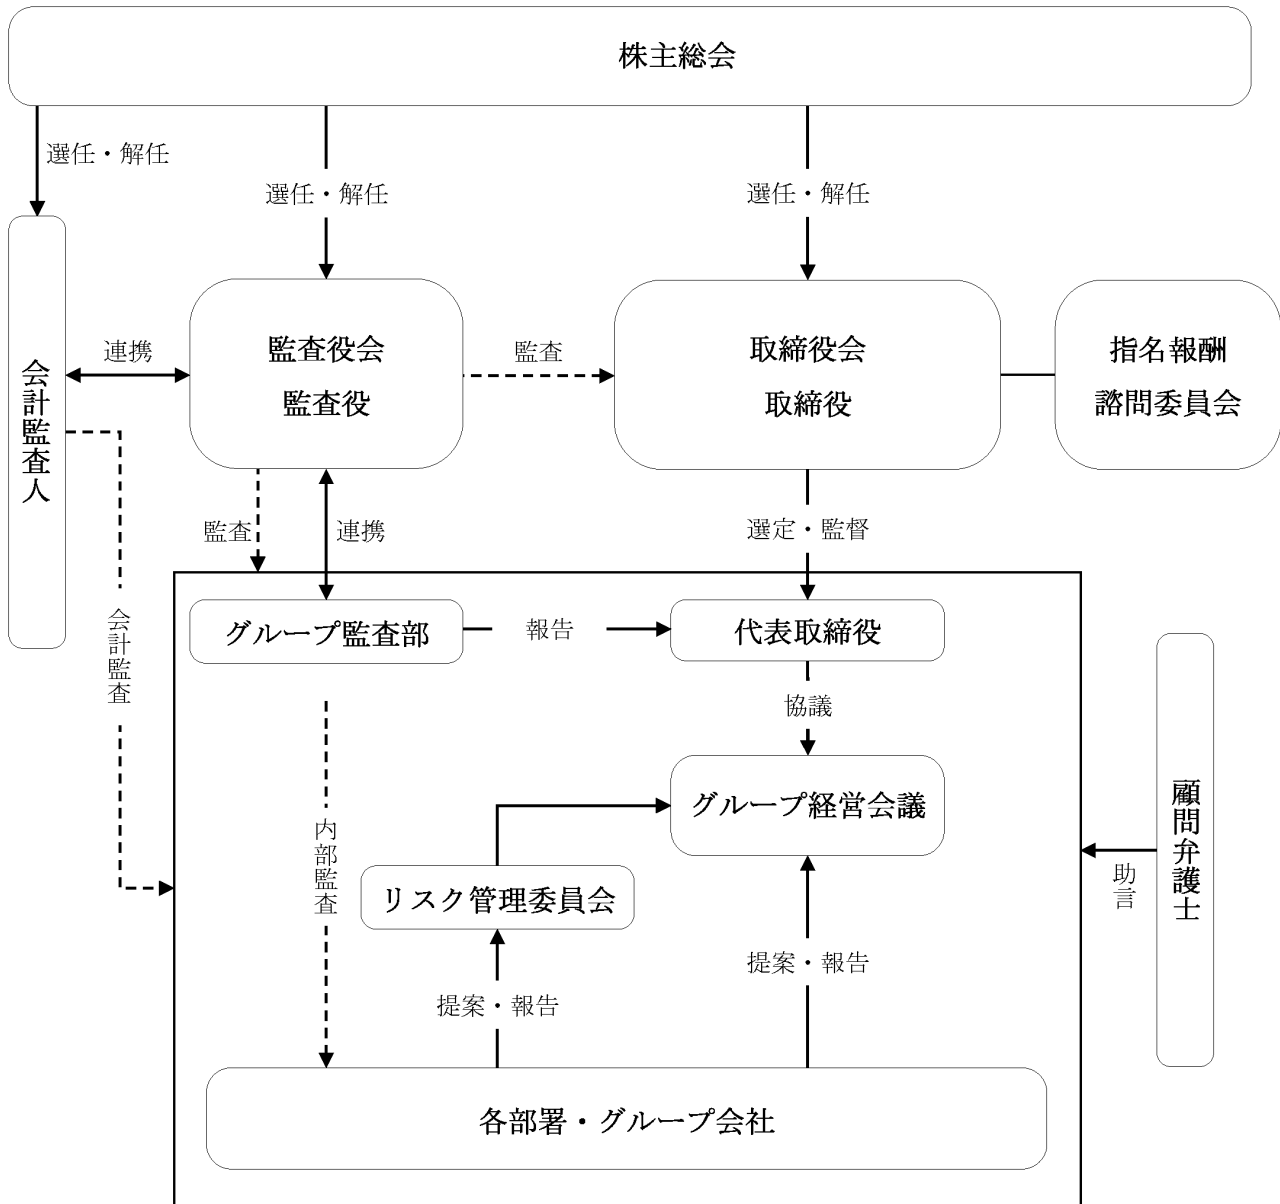 株主総会
選任・解任
選任・解任
選任・解任
会計監査人
連携
監査役会
監査役
監査
取締役会
取締役
指名報酬
諮問委員会
監査
連携
選定・監督
会計監査
グループ監査部
報告
代表取締役
協議
グループ経営会議
内部監査
リスク管理委員会
提案・報告
提案・報告
顧問弁護士
助言
各部署・グループ会社